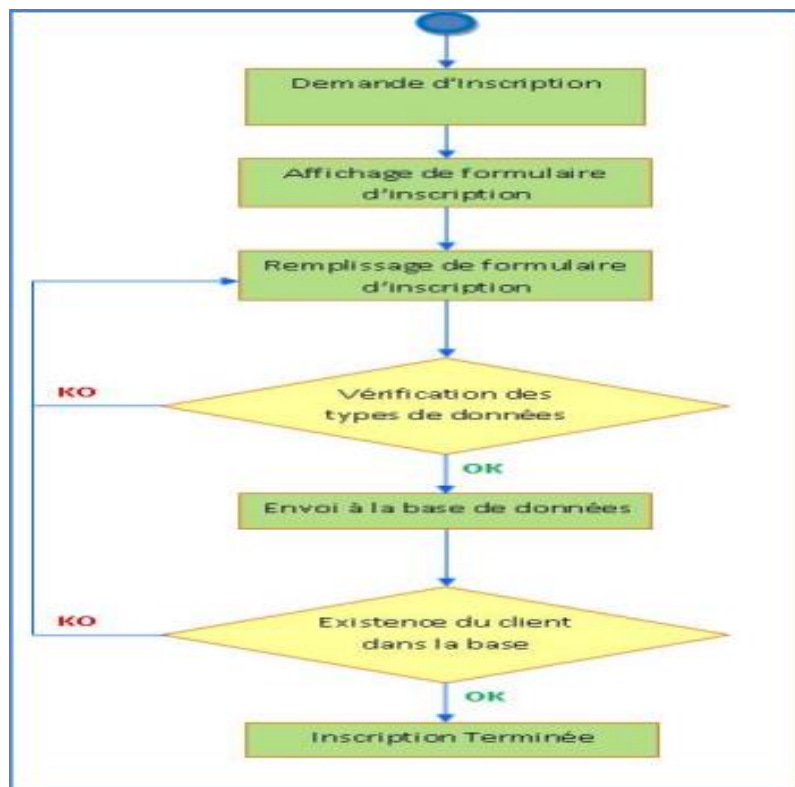 Demande d'Inscription
Affichage de formulaire
d'inscription
Remplissage de formulaire
d'inscription
KO
Vérification des
types de données
OK
Envoi à la base de données
KO
Existence du client
dans la base
OK
Inscription Terminée